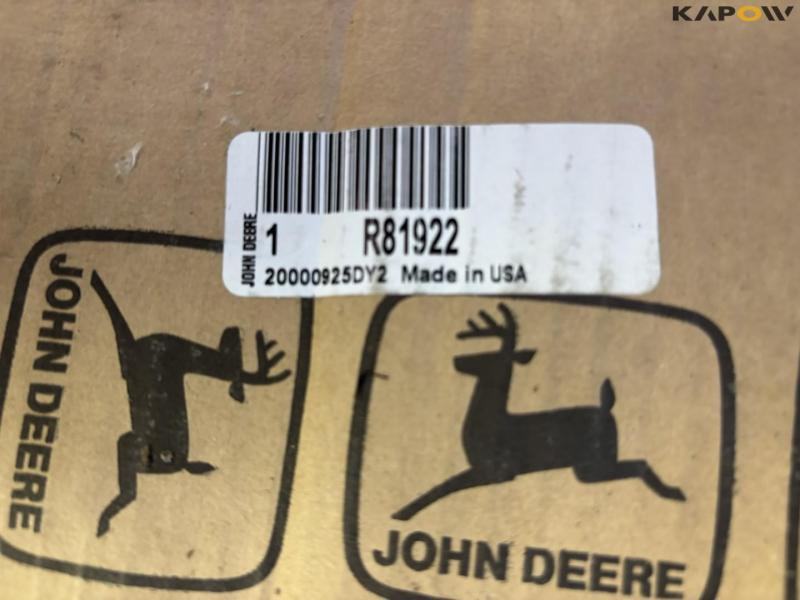 KAPOW
JOHN DEERE
1 R81922
20000925DY2 Made in USA
JOHN DEERE
JOHN DEERE